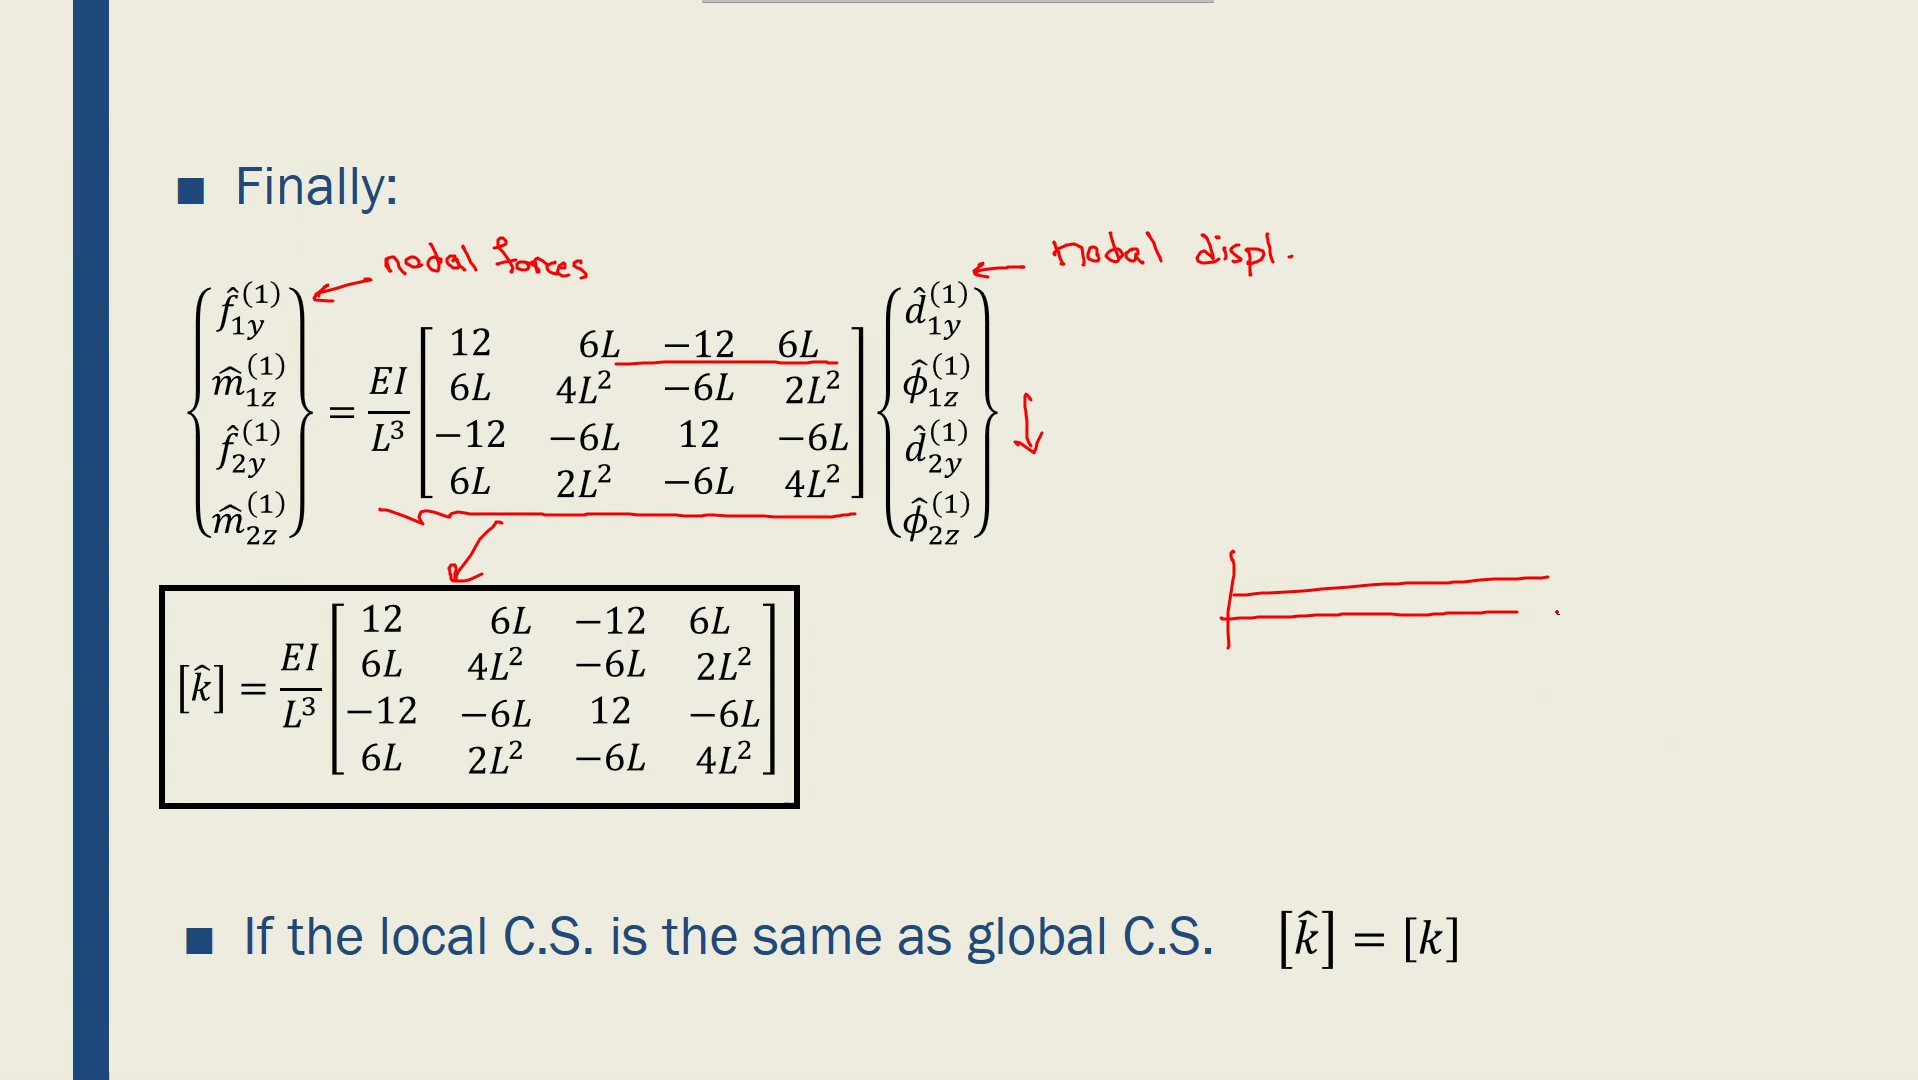 ■ Finally:
nodal forces
nodal displ.
{f̂₁y⁽¹⁾ m̂₁z⁽¹⁾ f̂₂y⁽¹⁾ m̂₂z⁽¹⁾} = EI/L³ [12 6L −12 6L; 6L 4L² −6L 2L²; −12 −6L 12 −6L; 6L 2L² −6L 4L²] {d̂₁y⁽¹⁾ ϕ̂₁z⁽¹⁾ d̂₂y⁽¹⁾ ϕ̂₂z⁽¹⁾}
[k̂] = EI/L³ [12 6L −12 6L; 6L 4L² −6L 2L²; −12 −6L 12 −6L; 6L 2L² −6L 4L²]
■ If the local C.S. is the same as global C.S. [k̂] = [k]